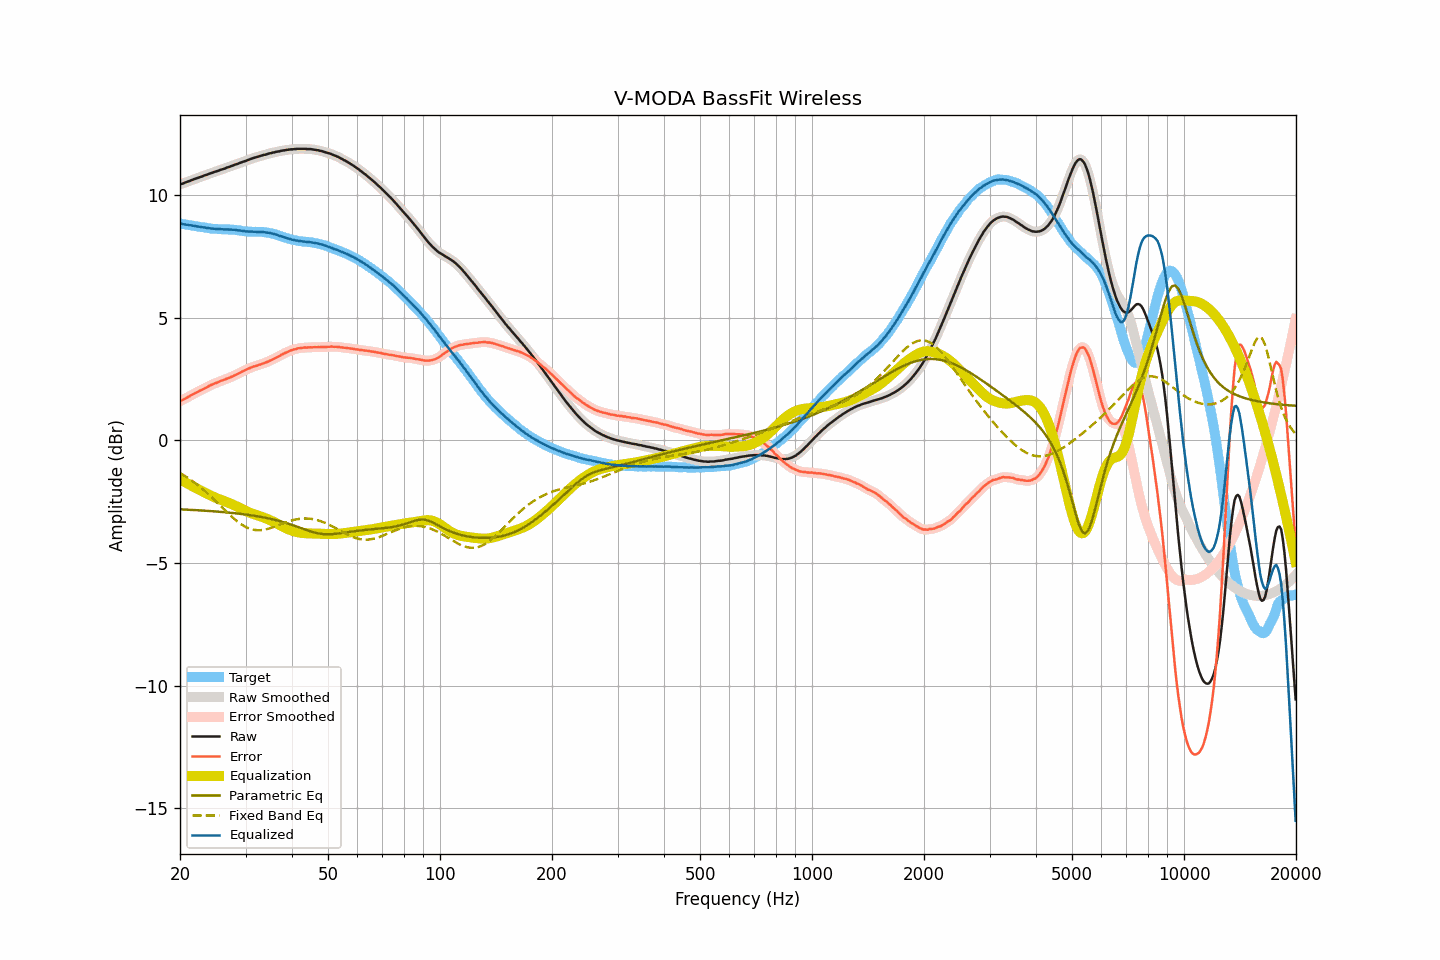 V-MODA BassFit Wireless
Amplitude (dBr)
10
5
0
−5
−10
−15
Target
Raw Smoothed
Error Smoothed
Raw
Error
Equalization
Parametric Eq
Fixed Band Eq
Equalized
20 50 100 200 500 1000 2000 5000 10000 20000
Frequency (Hz)